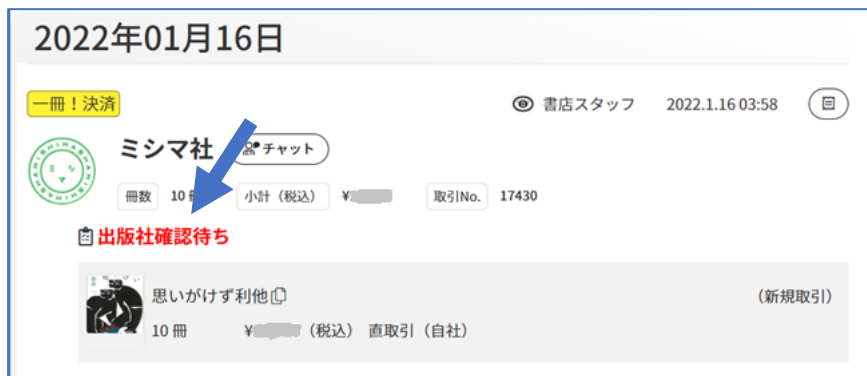 2022年01月16日
一冊！決済 書店スタッフ 2022.1.16 03:58
ミシマ社 チャット
冊数 10 小計（税込） ¥ 取引No. 17430
出版社確認待ち
思いがけず利他 （新規取引）
10 冊 ¥ （税込） 直取引（自社）